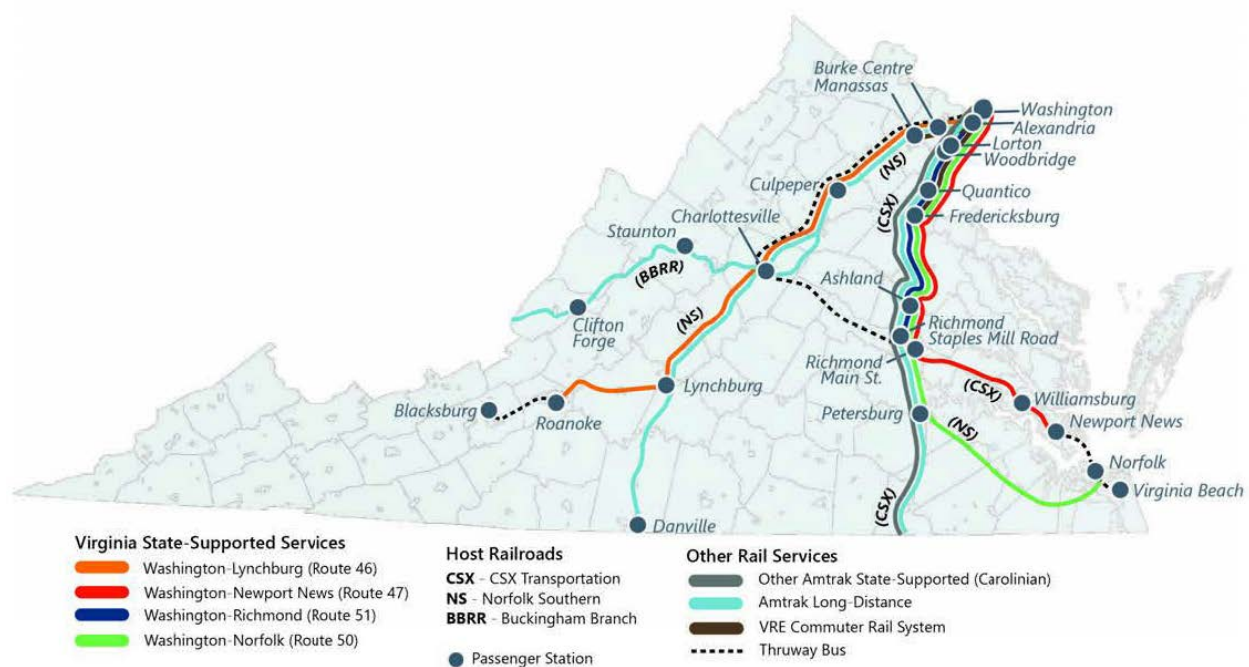 Burke Centre
Manassas
Washington
Alexandria
Lorton
Woodbridge
(NS)
Culpeper
Quantico
Charlottesville
(CSX)
Fredericksburg
Staunton
(BBRR)
Ashland
Clifton
Forge
(NS)
Richmond
Staples Mill Road
Richmond
Main St.
Lynchburg
(CSX)
Williamsburg
Blacksburg
Roanoke
Petersburg
(NS)
Newport News
Norfolk
Virginia Beach
(CSX)
Danville
Virginia State-Supported Services
Washington-Lynchburg (Route 46)
Washington-Newport News (Route 47)
Washington-Richmond (Route 51)
Washington-Norfolk (Route 50)
Host Railroads
CSX - CSX Transportation
NS - Norfolk Southern
BBRR - Buckingham Branch
Passenger Station
Other Rail Services
Other Amtrak State-Supported (Carolinian)
Amtrak Long-Distance
VRE Commuter Rail System
Thruway Bus